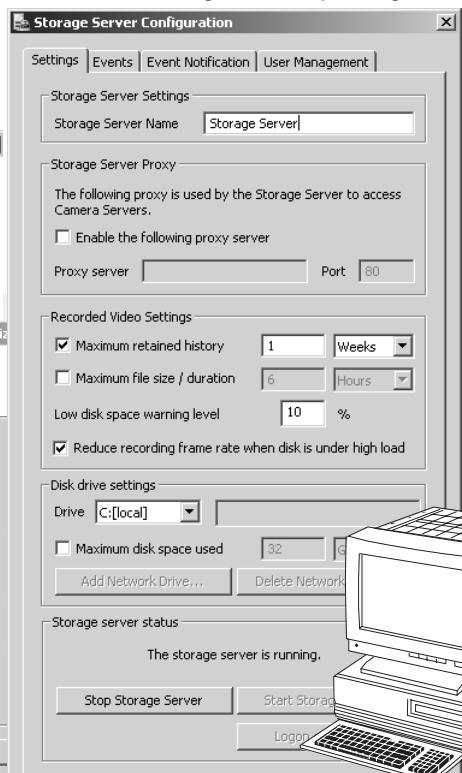 Storage Server Configuration
Settings Events Event Notification User Management
Storage Server Settings
Storage Server Name Storage Server
Storage Server Proxy
The following proxy is used by the Storage Server to access
Camera Servers.
Enable the following proxy server
Proxy server Port 80
Recorded Video Settings
Maximum retained history 1 Weeks
Maximum file size / duration 6 Hours
Low disk space warning level 10 %
Reduce recording frame rate when disk is under high load
Disk drive settings
Drive C:[local]
Maximum disk space used 32 G
Add Network Drive... Delete Network
Storage server status
The storage server is running.
Stop Storage Server Start Storag
Logon